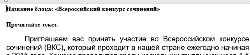 Название блока: «Всероссийский конкурс сочинений»
Прочитайте текст.
Приглашаем вас принять участие во Всероссийском конкурсе
сочинений (ВКС), который проходит в нашей стране ежегодно начиная